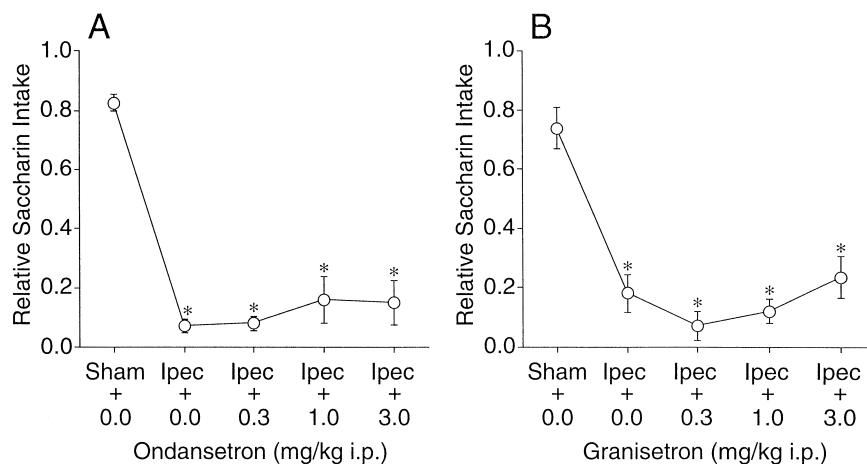 A
1.0
0.8
0.6
0.4
0.2
0.0
Relative Saccharin Intake
* * * *
Sham Ipec Ipec Ipec Ipec
+ + + + +
0.0 0.0 0.3 1.0 3.0
Ondansetron (mg/kg i.p.)
B
1.0
0.8
0.6
0.4
0.2
0.0
Relative Saccharin Intake
* * * *
Sham Ipec Ipec Ipec Ipec
+ + + + +
0.0 0.0 0.3 1.0 3.0
Granisetron (mg/kg i.p.)